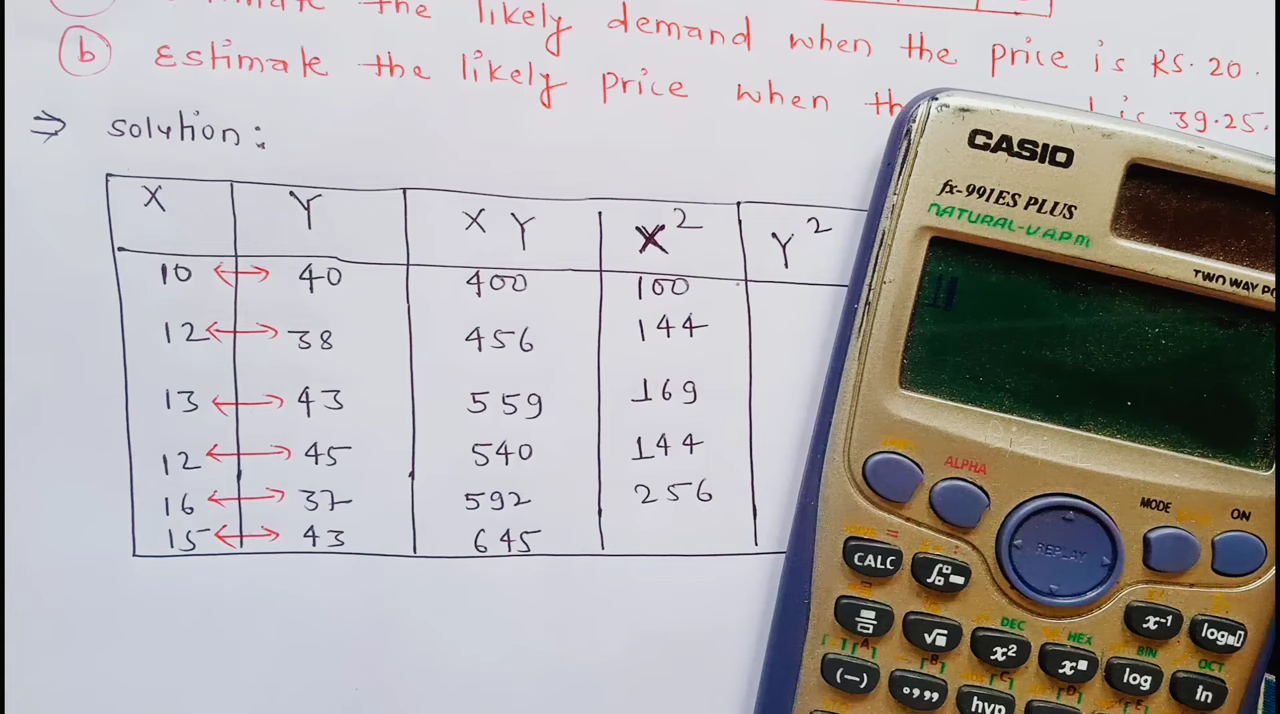 the likely demand when the price is RS. 20.
(b) Estimate the likely price when is 39.25.
⇒ solution:
X Y XY X² Y²
10 ↔ 40 400 100
12 ↔ 38 456 144
13 ↔ 43 559 169
12 ↔ 45 540 144
16 ↔ 37 592 256
15 ↔ 43 645
CASIO
fx-991ES PLUS
NATURAL-V.A.P.M.
TWO WAY
ALPHA
MODE
ON
REPLAY
CALC
x⁻¹
log
DEC
HEX
BIN
OCT
√
x²
log
ln
(−)
hyp